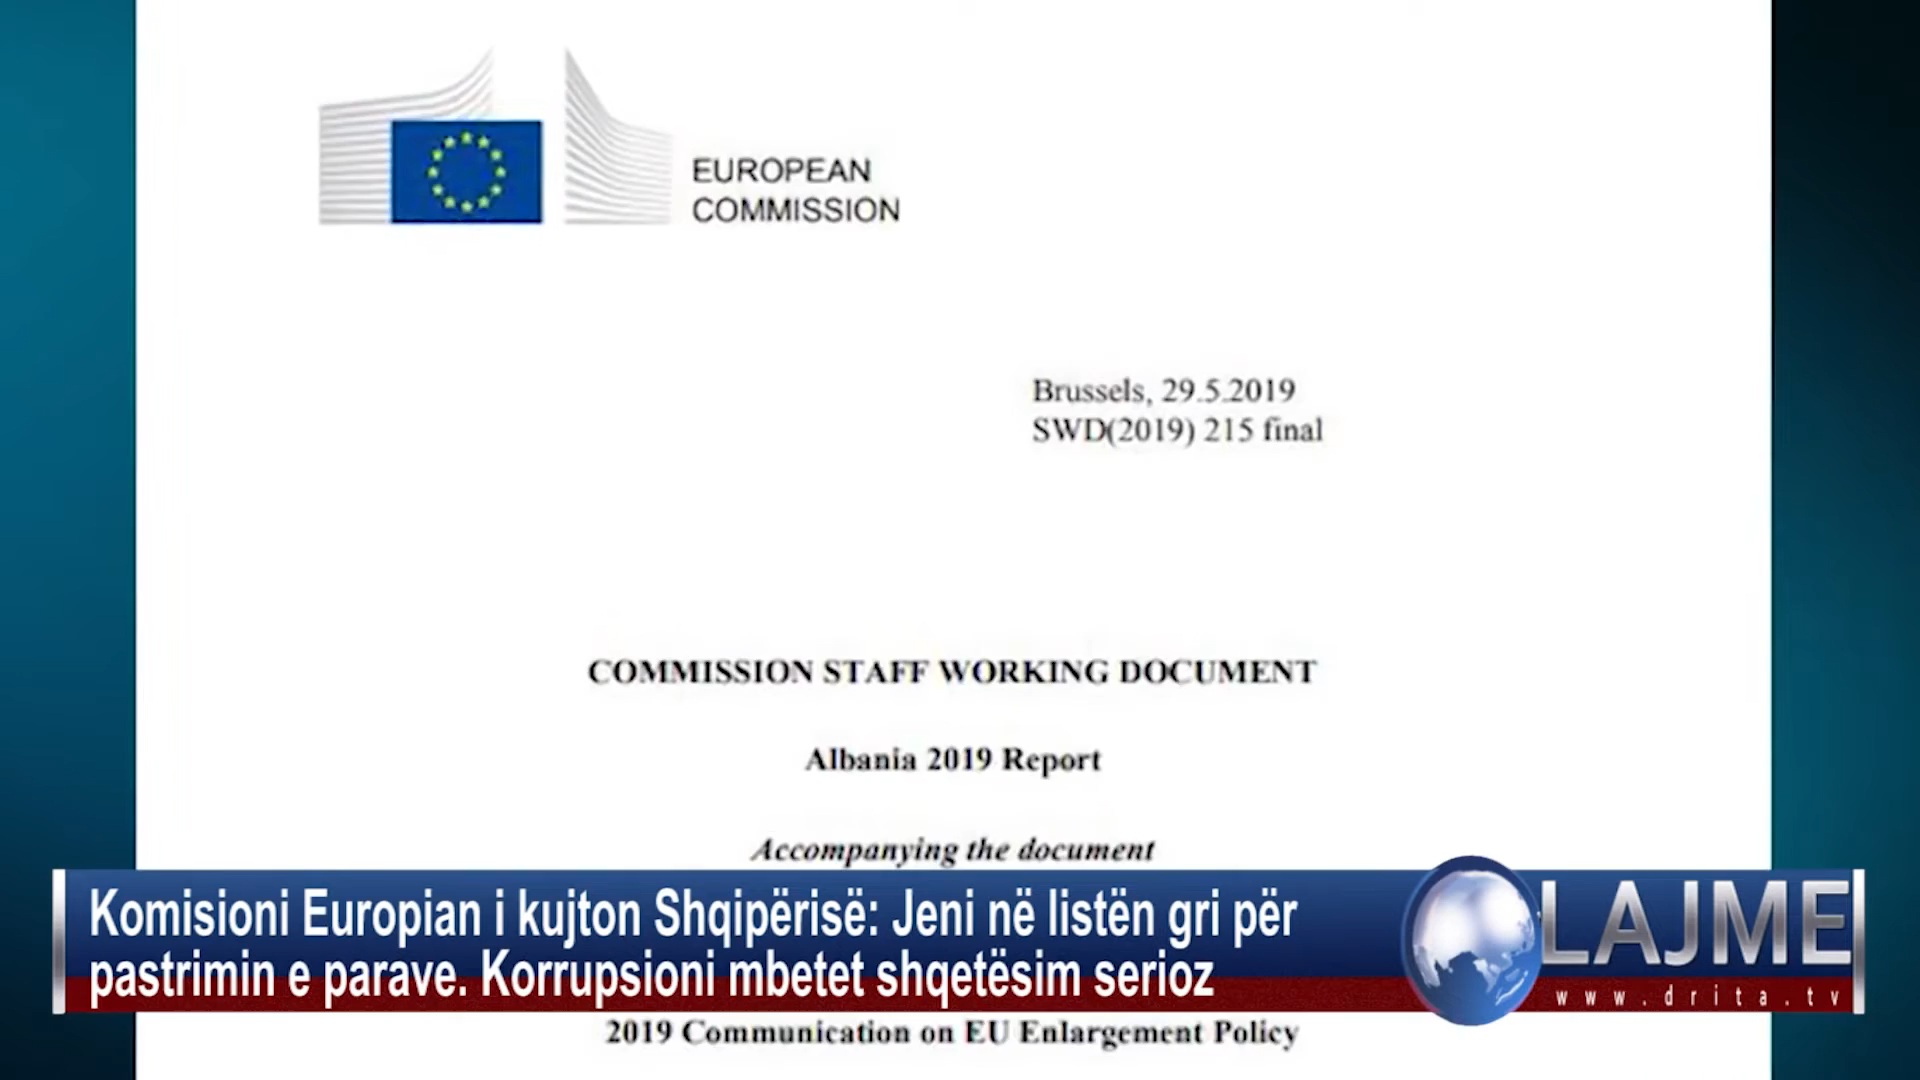 EUROPEAN
COMMISSION
Brussels, 29.5.2019
SWD(2019) 215 final
COMMISSION STAFF WORKING DOCUMENT
Albania 2019 Report
Accompanying the document
Komisioni Europian i kujton Shqipërisë: Jeni në listën gri për
pastrimin e parave. Korrupsioni mbetet shqetësim serioz
LAJME
www.drita.tv
2019 Communication on EU Enlargement Policy